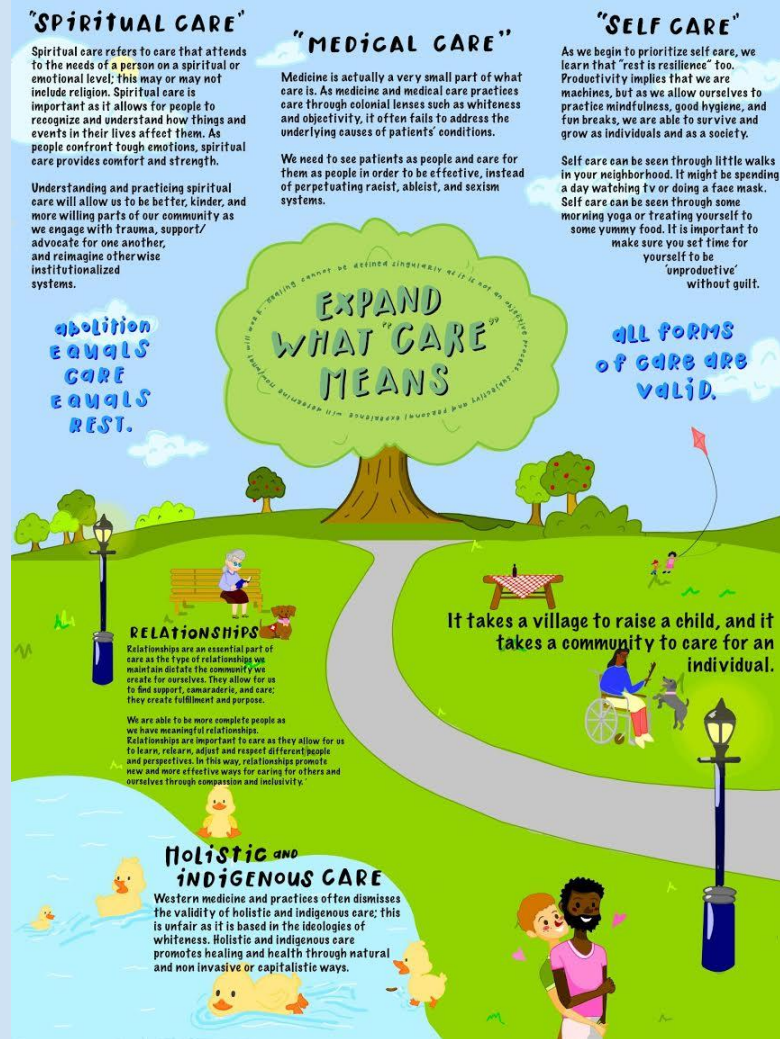 "SPIRITUAL CARE"
Spiritual care refers to care that attends
to the needs of a person on a spiritual or
emotional level; this may or may not
include religion. Spiritual care is
important as it allows for people to
recognize and understand how things and
events in their lives affect them. As
people confront tough emotions, spiritual
care provides comfort and strength.
Understanding and practicing spiritual
care will allow us to be better, kinder, and
more willing parts of our community as
we engage with trauma, support/
advocate for one another,
and reimagine otherwise
institutionalized
systems.
"MEDICAL CARE"
Medicine is actually a very small part of what
care is. As medicine and medical care practices
care through colonial lenses such as whiteness
and objectivity, it often fails to address the
underlying causes of patients' conditions.
We need to see patients as people and care for
them as people in order to be effective, instead
of perpetuating racist, ableist, and sexism
systems.
"SELF CARE"
As we begin to prioritize self care, we
learn that "rest is resilience" too.
Productivity implies that we are
machines, but as we allow ourselves to
practice mindfulness, good hygiene, and
fun breaks, we are able to survive and
grow as individuals and as a society.
Self care can be seen through little walks
in your neighborhood. It might be spending
a day watching tv or doing a face mask.
Self care can be seen through some
morning yoga or treating yourself to
some yummy food. It is important to
make sure you set time for
yourself to be
'unproductive'
without guilt.
healing cannot be defined singularly as it is not an objective process. subjective and personal experience will determine how/what will work.
EXPAND
WHAT "CARE"
MEANS
abolition
EQUALS
CARE
EQUALS
REST.
ALL FORMS
OF CARE ARE
VALID.
RELATIONSHIPS
Relationships are an essential part of
care as the type of relationships we
maintain dictate the community we
create for ourselves. They allow for us
to find support, camaraderie, and care;
they create fulfillment and purpose.
We are able to be more complete people as
we have meaningful relationships.
Relationships are important to care as they allow for us
to learn, relearn, adjust and respect different people
and perspectives. In this way, relationships promote
new and more effective ways for caring for others and
ourselves through compassion and inclusivity.
It takes a village to raise a child, and it
takes a community to care for an
individual.
HOLISTIC AND
INDIGENOUS CARE
Western medicine and practices often dismisses
the validity of holistic and indigenous care; this
is unfair as it is based in the ideologies of
whiteness. Holistic and indigenous care
promotes healing and health through natural
and non invasive or capitalistic ways.